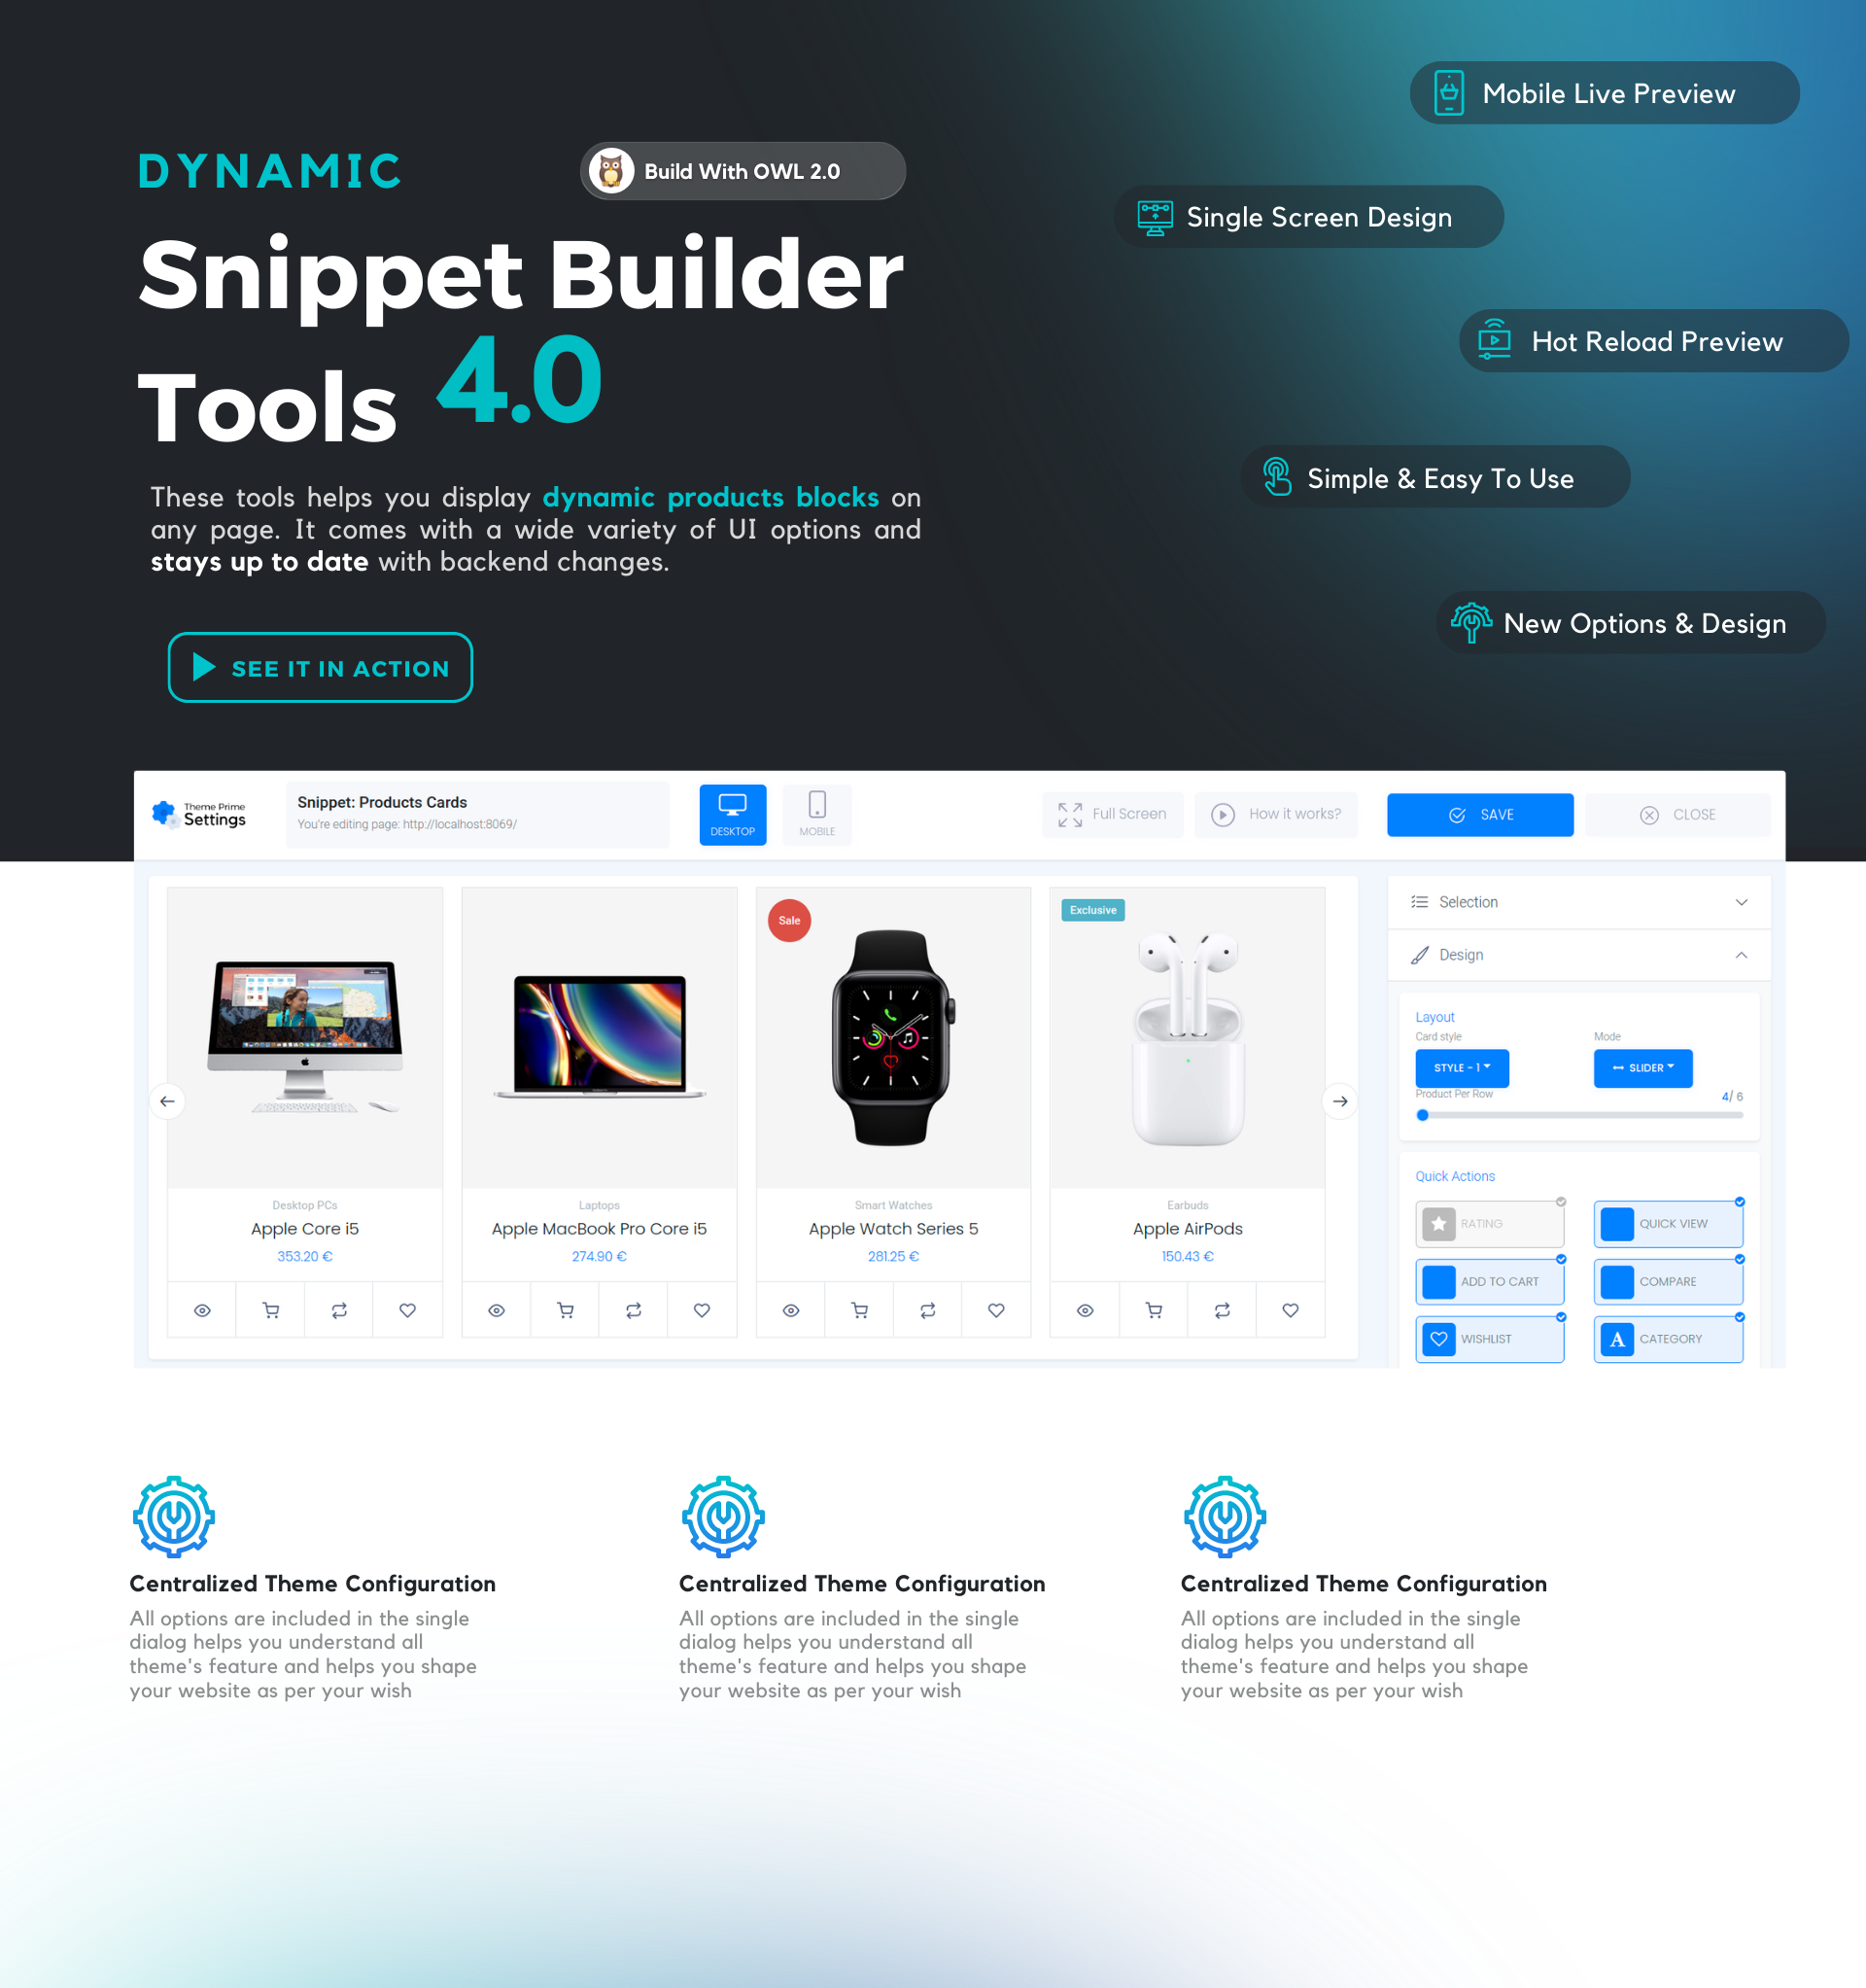 DYNAMIC
Build With OWL 2.0
Snippet Builder
Tools 4.0
These tools helps you display dynamic products blocks on
any page. It comes with a wide variety of UI options and
stays up to date with backend changes.
SEE IT IN ACTION
Mobile Live Preview
Single Screen Design
Hot Reload Preview
Simple & Easy To Use
New Options & Design
Theme Prime
Settings
Snippet: Products Cards
You're editing page: http://localhost:8069/
DESKTOP
MOBILE
Full Screen
How it works?
SAVE
CLOSE
Sale
Exclusive
Desktop PCs
Apple Core i5
353.20 €
Laptops
Apple MacBook Pro Core i5
274.90 €
Smart Watches
Apple Watch Series 5
281.25 €
Earbuds
Apple AirPods
150.43 €
Selection
Design
Layout
Card style
Mode
STYLE - 1
SLIDER
Product Per Row
4/ 6
Quick Actions
RATING
QUICK VIEW
ADD TO CART
COMPARE
WISHLIST
A CATEGORY
Centralized Theme Configuration
All options are included in the single
dialog helps you understand all
theme's feature and helps you shape
your website as per your wish
Centralized Theme Configuration
All options are included in the single
dialog helps you understand all
theme's feature and helps you shape
your website as per your wish
Centralized Theme Configuration
All options are included in the single
dialog helps you understand all
theme's feature and helps you shape
your website as per your wish